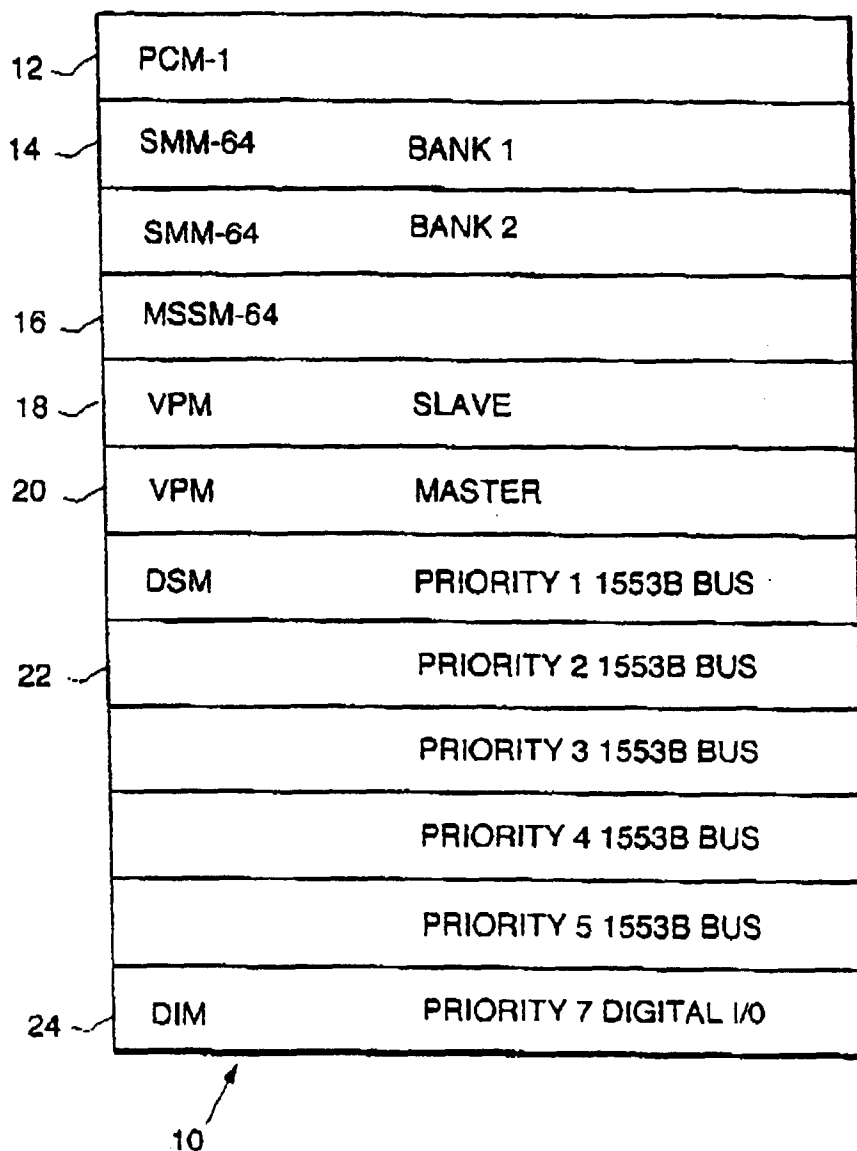 12 PCM-1
14 SMM-64 BANK 1
SMM-64 BANK 2
16 MSSM-64
18 VPM SLAVE
20 VPM MASTER
DSM PRIORITY 1 1553B BUS
22 PRIORITY 2 1553B BUS
PRIORITY 3 1553B BUS
PRIORITY 4 1553B BUS
PRIORITY 5 1553B BUS
24 DIM PRIORITY 7 DIGITAL I/0
10